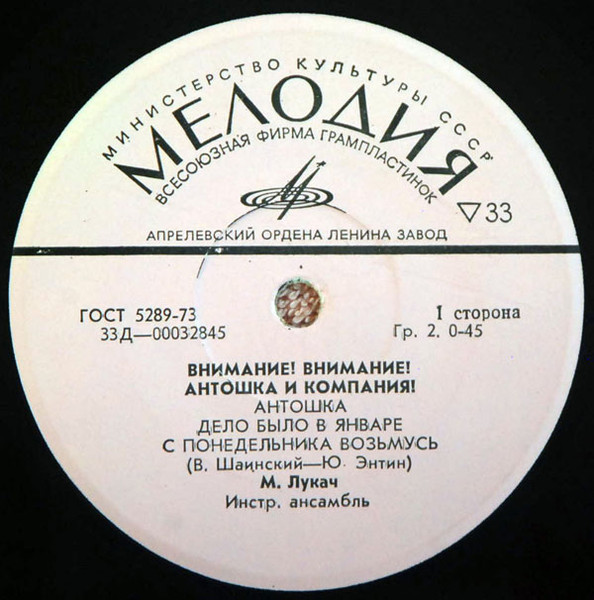 МИНИСТЕРСТВО КУЛЬТУРЫ СССР
МЕЛОДИЯ
ВСЕСОЮЗНАЯ ФИРМА ГРАМПЛАСТИНОК
▽33
АПРЕЛЕВСКИЙ ОРДЕНА ЛЕНИНА ЗАВОД
ГОСТ 5289-73
I сторона
33Д—00032845
Гр. 2. 0-45
ВНИМАНИЕ! ВНИМАНИЕ!
АНТОШКА И КОМПАНИЯ!
АНТОШКА
ДЕЛО БЫЛО В ЯНВАРЕ
С ПОНЕДЕЛЬНИКА ВОЗЬМУСЬ
(В. Шаинский—Ю. Энтин)
М. Лукач
Инстр. ансамбль